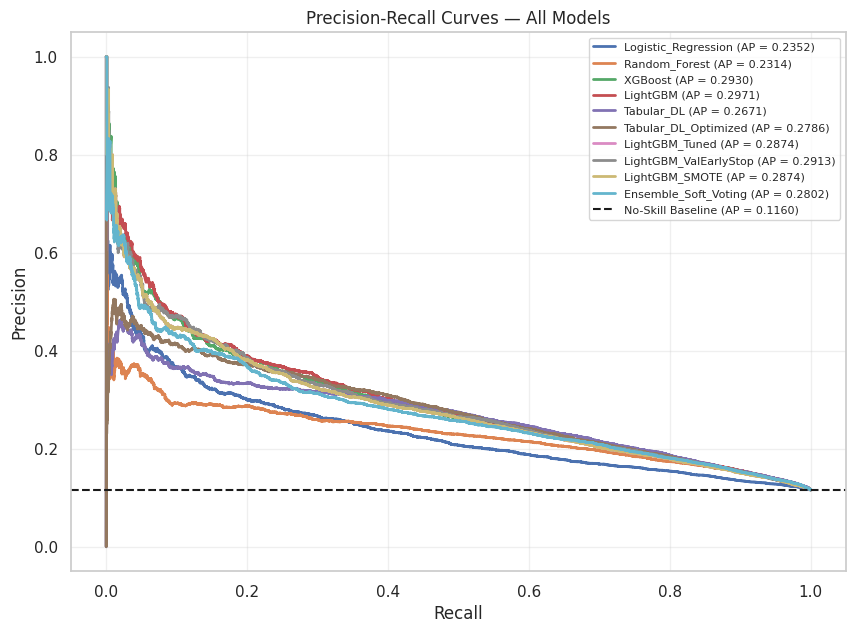 Precision-Recall Curves — All Models
Logistic_Regression (AP = 0.2352)
Random_Forest (AP = 0.2314)
XGBoost (AP = 0.2930)
LightGBM (AP = 0.2971)
Tabular_DL (AP = 0.2671)
Tabular_DL_Optimized (AP = 0.2786)
LightGBM_Tuned (AP = 0.2874)
LightGBM_ValEarlyStop (AP = 0.2913)
LightGBM_SMOTE (AP = 0.2874)
Ensemble_Soft_Voting (AP = 0.2802)
No-Skill Baseline (AP = 0.1160)
Precision
1.0
0.8
0.6
0.4
0.2
0.0
0.0 0.2 0.4 0.6 0.8 1.0
Recall